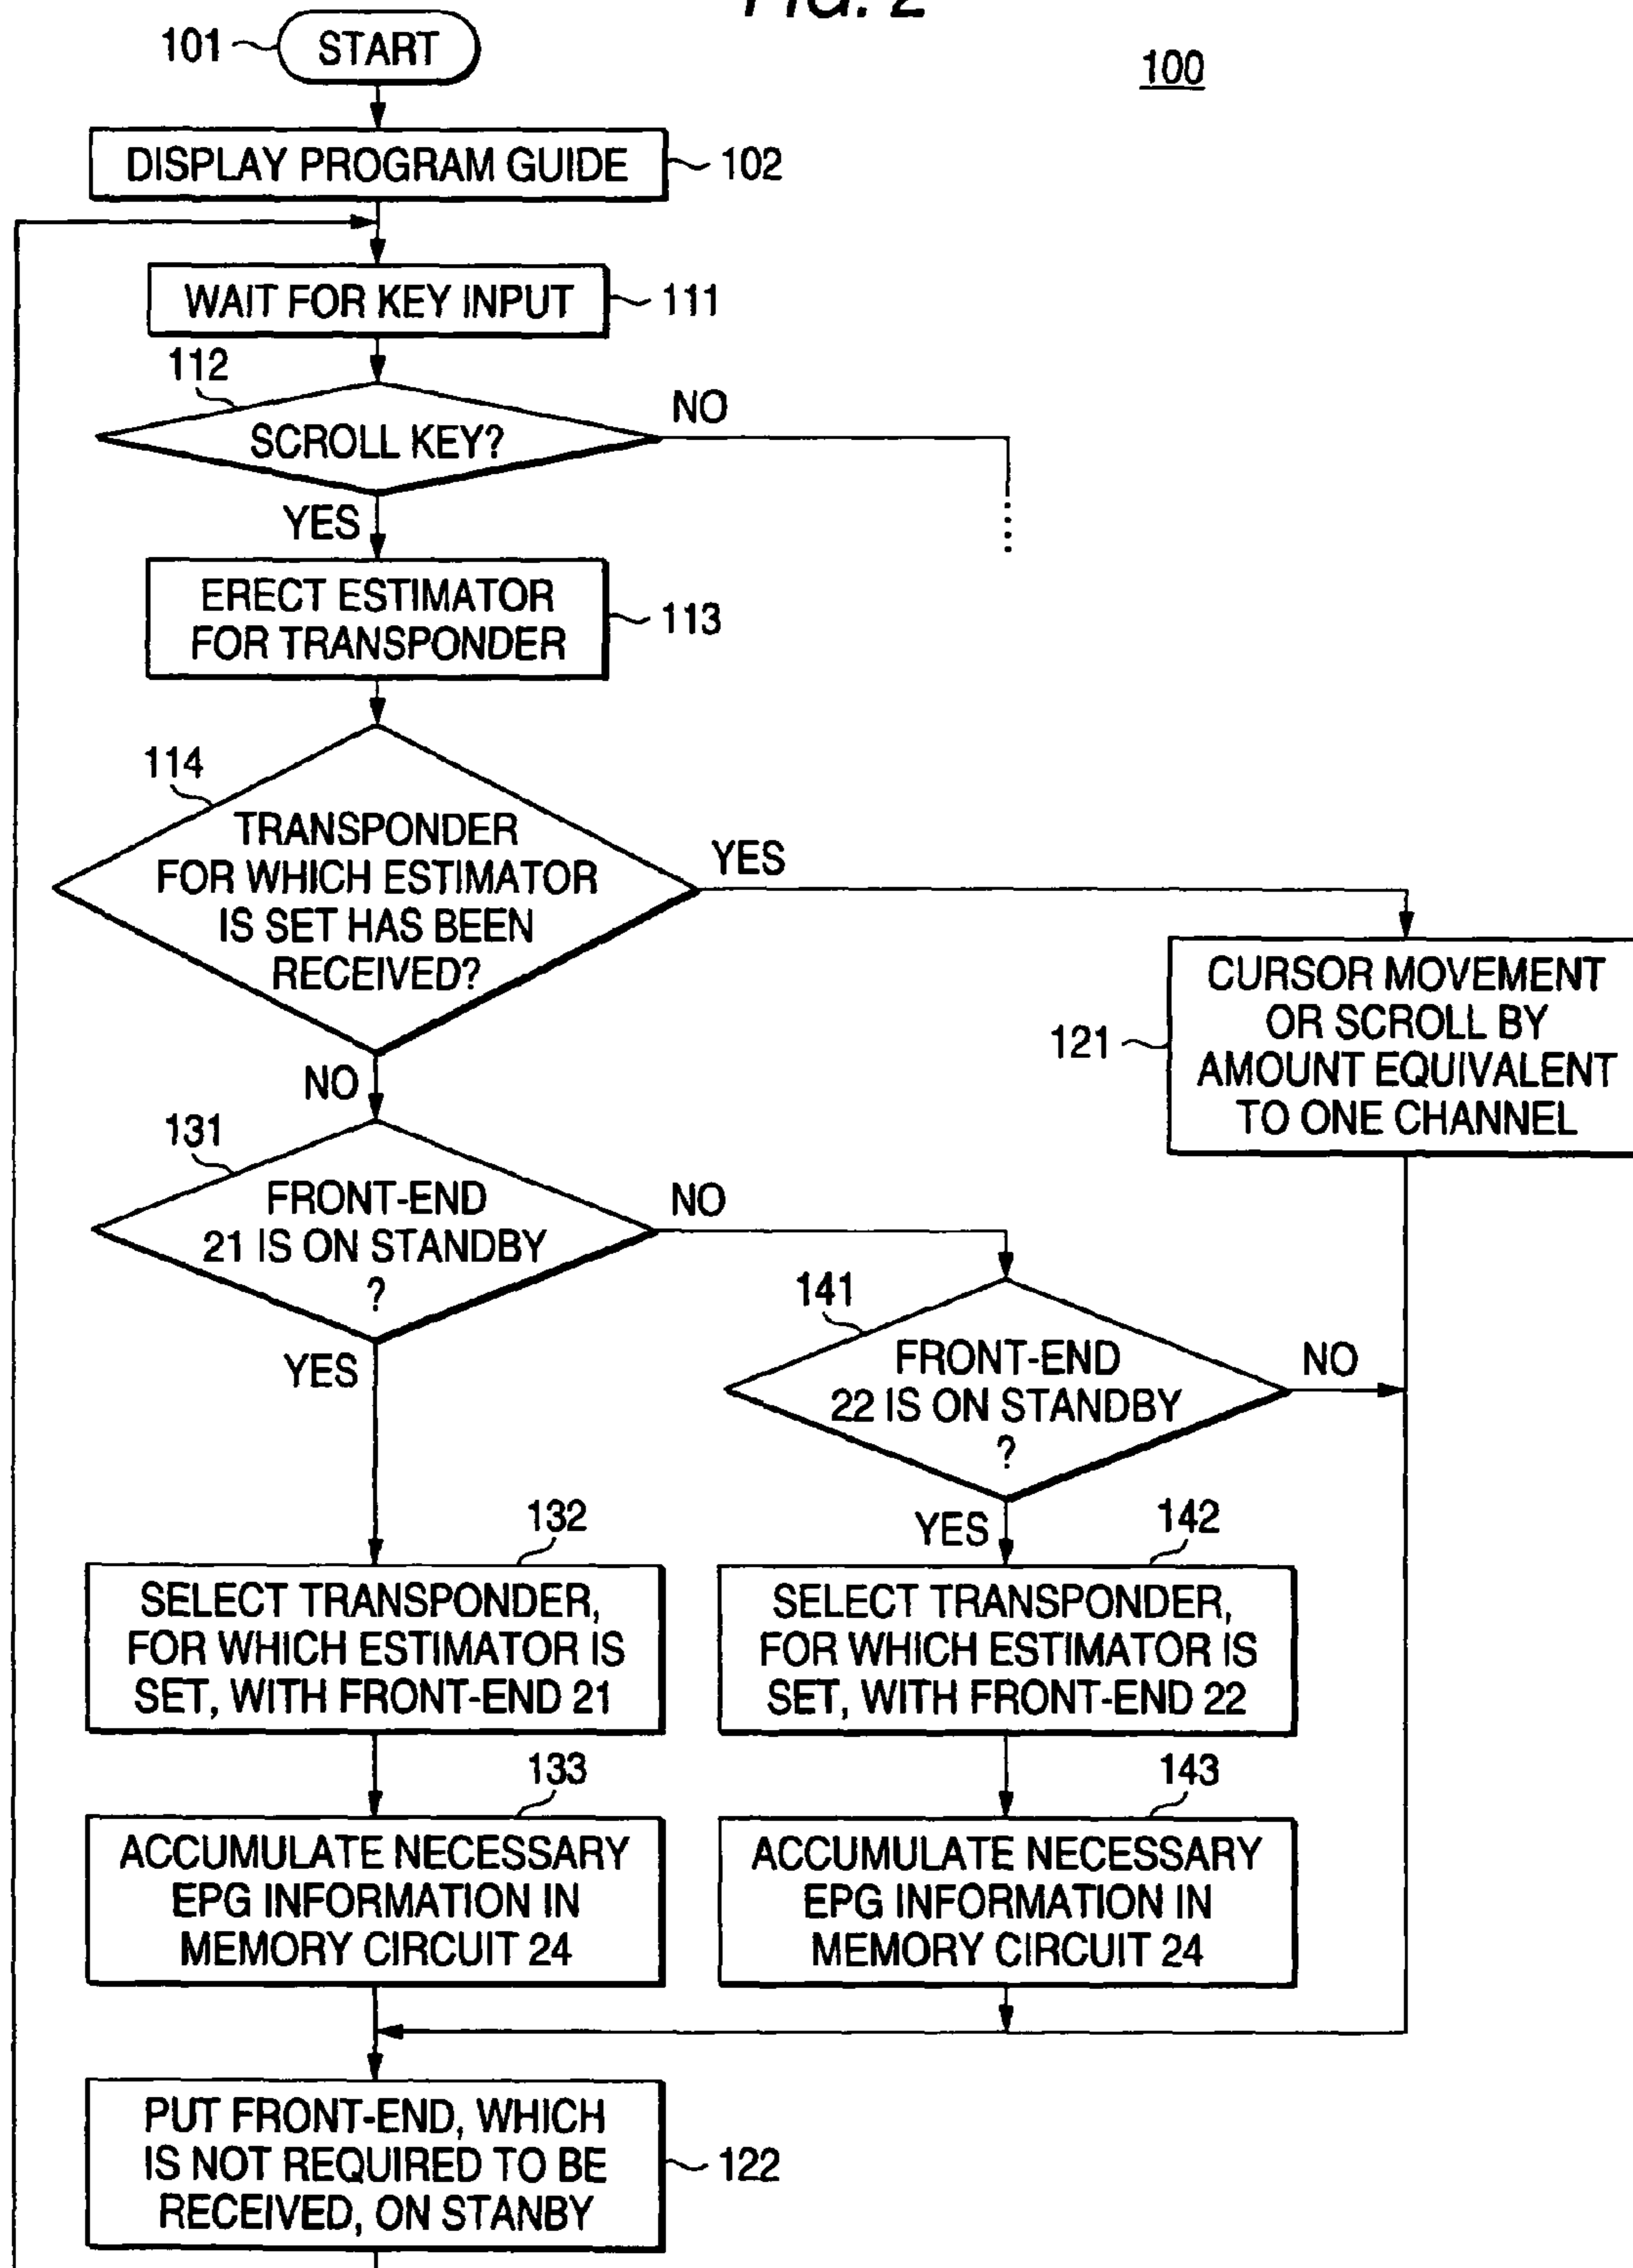 FIG. 2
100
101
START
DISPLAY PROGRAM GUIDE
102
WAIT FOR KEY INPUT
111
112
SCROLL KEY?
NO
YES
ERECT ESTIMATOR
FOR TRANSPONDER
113
114
TRANSPONDER
FOR WHICH ESTIMATOR
IS SET HAS BEEN
RECEIVED?
YES
NO
CURSOR MOVEMENT
OR SCROLL BY
AMOUNT EQUIVALENT
TO ONE CHANNEL
121
131
FRONT-END
21 IS ON STANDBY
?
NO
YES
141
FRONT-END
22 IS ON STANDBY
?
NO
YES
132
SELECT TRANSPONDER,
FOR WHICH ESTIMATOR IS
SET, WITH FRONT-END 21
142
SELECT TRANSPONDER,
FOR WHICH ESTIMATOR IS
SET, WITH FRONT-END 22
133
ACCUMULATE NECESSARY
EPG INFORMATION IN
MEMORY CIRCUIT 24
143
ACCUMULATE NECESSARY
EPG INFORMATION IN
MEMORY CIRCUIT 24
PUT FRONT-END, WHICH
IS NOT REQUIRED TO BE
RECEIVED, ON STANBY
122